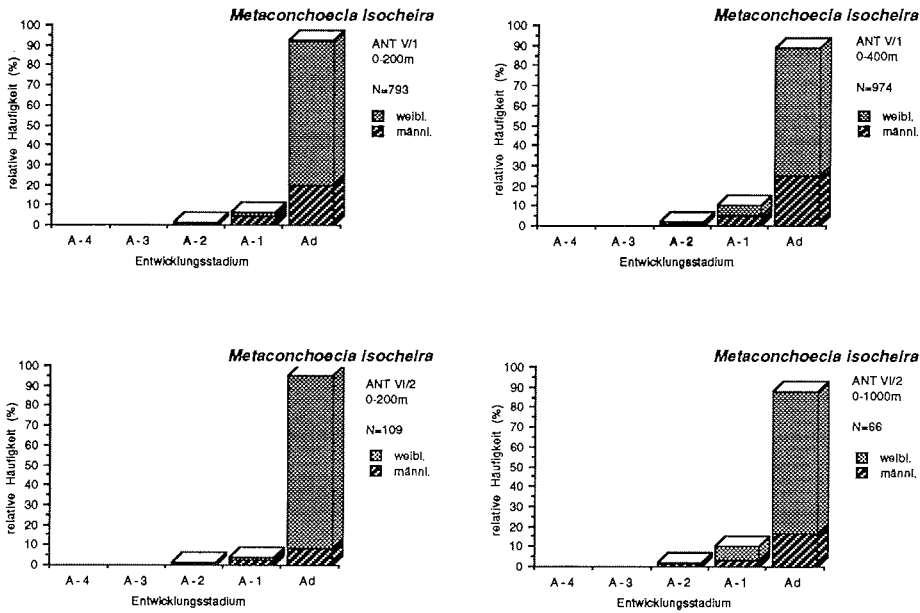 Metaconchoecia isocheira
ANT V/1
0-200m
N=793
weibl.
männl.
relative Häufigkeit (%)
100
90
80
70
60
50
40
30
20
10
0
A - 4
A - 3
A - 2
A - 1
Ad
Entwicklungsstadium
Metaconchoecia isocheira
ANT V/1
0-400m
N=974
weibl.
männl.
relative Häufigkeit (%)
100
90
80
70
60
50
40
30
20
10
0
A - 4
A - 3
A - 2
A - 1
Ad
Entwicklungsstadium
Metaconchoecia isocheira
ANT VI/2
0-200m
N=109
weibl.
männl.
relative Häufigkeit (%)
100
90
80
70
60
50
40
30
20
10
0
A - 4
A - 3
A - 2
A - 1
Ad
Entwicklungsstadium
Metaconchoecia isocheira
ANT VI/2
0-1000m
N=66
weibl.
männl.
relative Häufigkeit (%)
100
90
80
70
60
50
40
30
20
10
0
A - 4
A - 3
A - 2
A - 1
Ad
Entwicklungsstadium